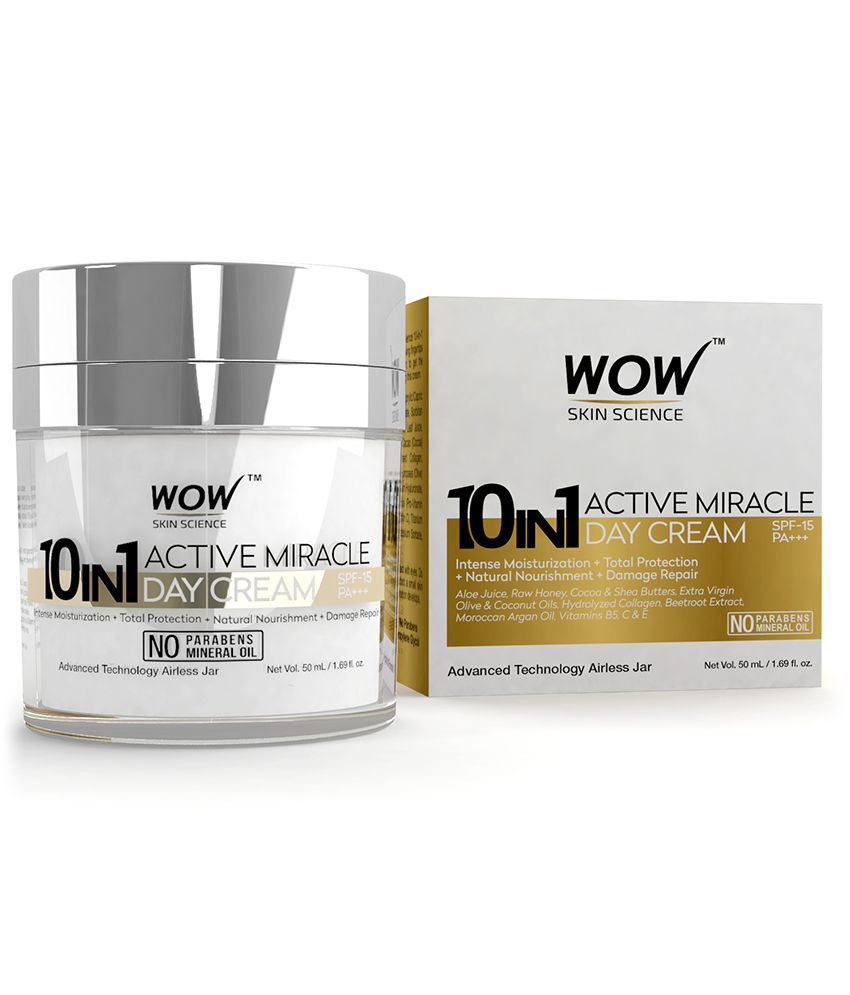 WOW™
SKIN SCIENCE
10IN1 ACTIVE MIRACLE
DAY CREAM SPF-15
PA+++
Intense Moisturization + Total Protection + Natural Nourishment + Damage Repair
NO PARABENS
MINERAL OIL
Advanced Technology Airless Jar Net Vol. 50 mL / 1.69 fl. oz.
WOW™
SKIN SCIENCE
10IN1 ACTIVE MIRACLE
DAY CREAM SPF-15
PA+++
Intense Moisturization + Total Protection
+ Natural Nourishment + Damage Repair
Aloe Juice, Raw Honey, Cocoa & Shea Butters, Extra Virgin
Olive & Coconut Oils, Hydrolyzed Collagen, Beetroot Extract,
Moroccan Argan Oil, Vitamins B5, C & E
NO PARABENS
MINERAL OIL
Advanced Technology Airless Jar Net Vol. 50 mL / 1.69 fl. oz.